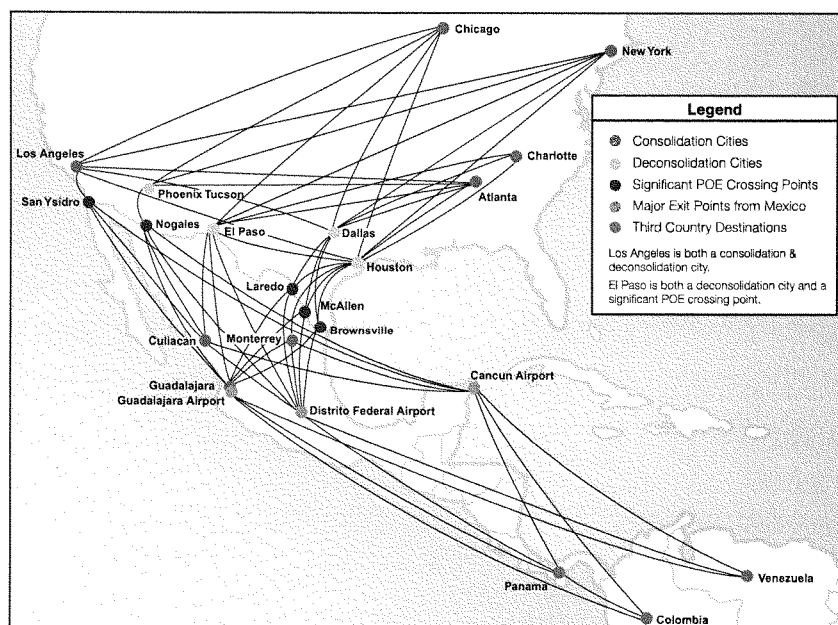 Chicago
New York
Legend
Consolidation Cities
Deconsolidation Cities
Significant POE Crossing Points
Major Exit Points from Mexico
Third Country Destinations
Los Angeles is both a consolidation &
deconsolidation city.
El Paso is both a deconsolidation city and a
significant POE crossing point.
Charlotte
Los Angeles
Atlanta
Phoenix Tucson
San Ysidro
Nogales
El Paso
Dallas
Houston
Laredo
McAllen
Brownsville
Culiacán
Monterrey
Cancun Airport
Guadalajara
Guadalajara Airport
Distrito Federal Airport
Venezuela
Panama
Colombia